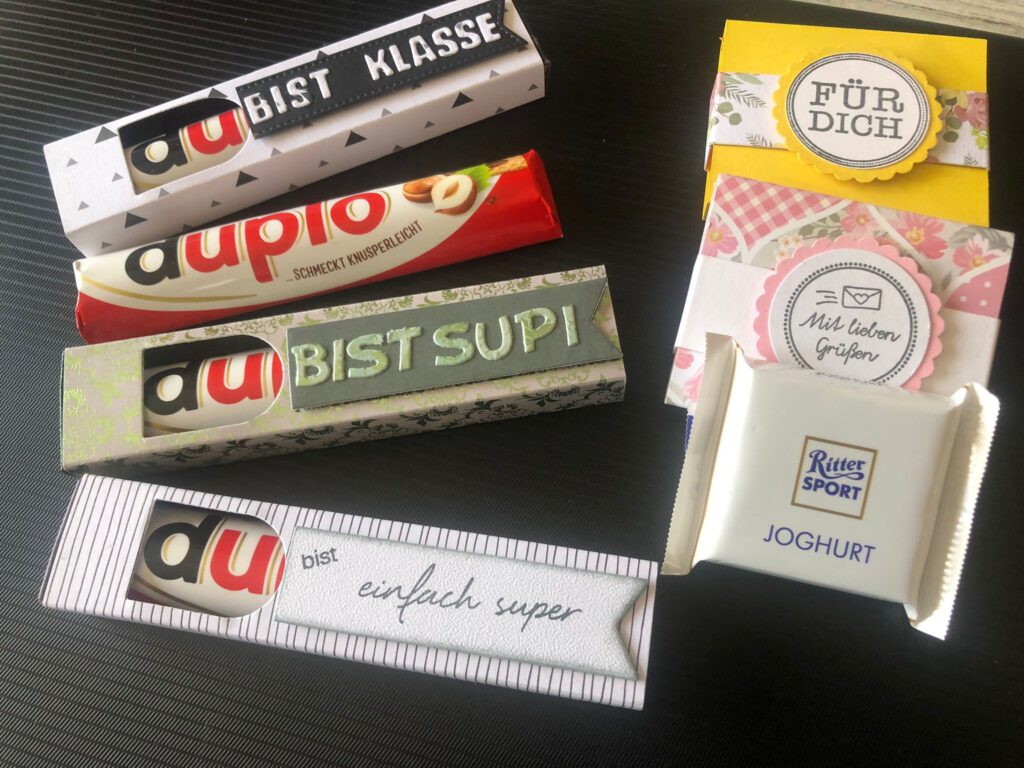 du
BIST KLASSE
duplo
...SCHMECKT KNUSPERLEICHT
du
BIST SUPI
du
bist
einfach super
FÜR
DICH
Mit lieben
Grüßen
Ritter
SPORT
JOGHURT